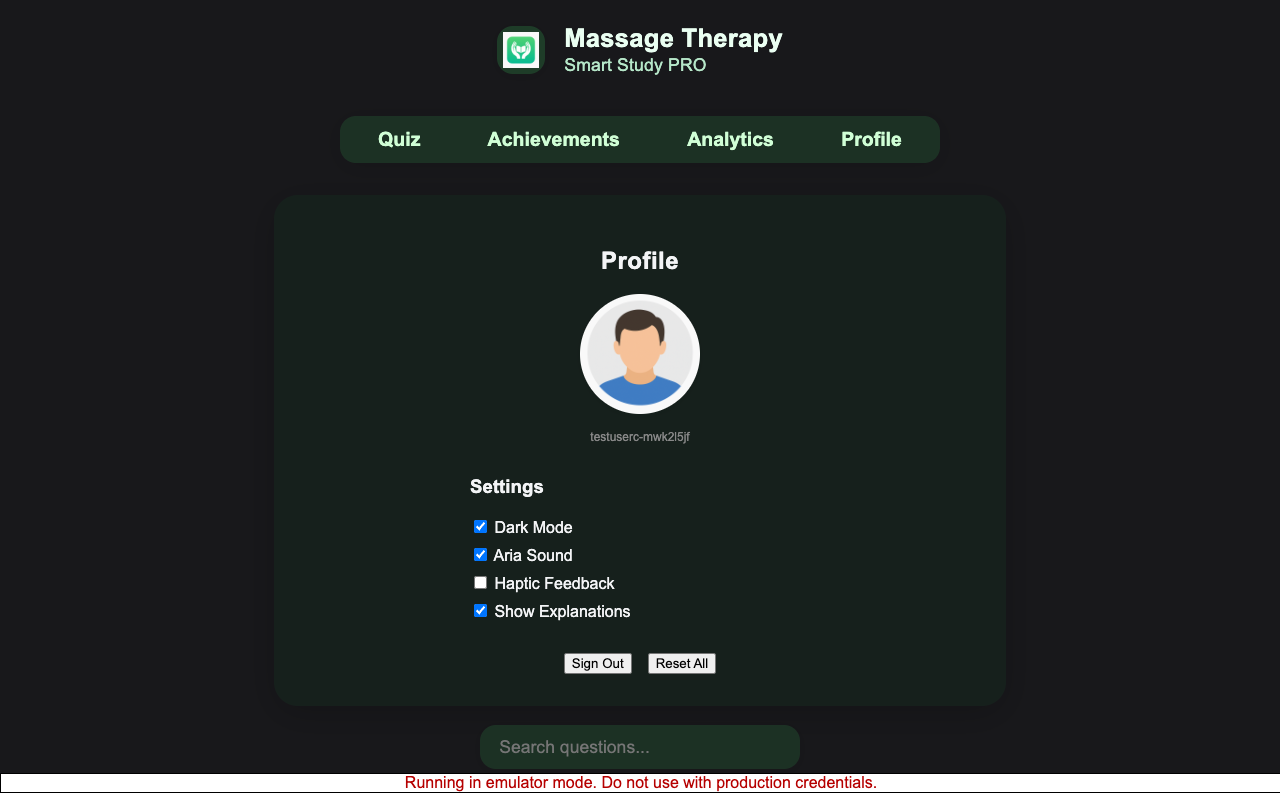 Massage Therapy
Smart Study PRO
Quiz Achievements Analytics Profile
Profile
testuserc-mwk2l5jf
Settings
Dark Mode
Aria Sound
Haptic Feedback
Show Explanations
Sign Out Reset All
Search questions...
Running in emulator mode. Do not use with production credentials.